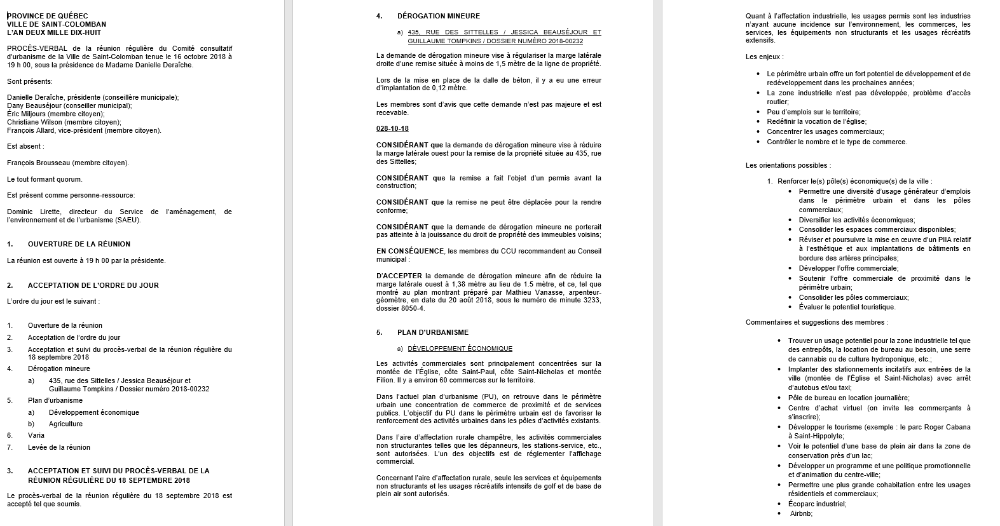 PROVINCE DE QUÉBEC
VILLE DE SAINT-COLOMBAN
L'AN DEUX MILLE DIX-HUIT
PROCÈS-VERBAL de la réunion régulière du Comité consultatif
d'urbanisme de la Ville de Saint-Colomban tenue le 16 octobre 2018 à
19 h 00, sous la présidence de Madame Danielle Deraîche.
Sont présents:
Danielle Deraîche, présidente (conseillère municipale);
Dany Beauséjour (conseiller municipal);
Éric Miljours (membre citoyen);
Christiane Wilson (membre citoyen);
François Allard, vice-président (membre citoyen).
Est absent :
François Brousseau (membre citoyen).
Le tout formant quorum.
Est présent comme personne-ressource:
Dominic Lirette, directeur du Service de l'aménagement, de
l'environnement et de l'urbanisme (SAEU).
1. OUVERTURE DE LA RÉUNION
La réunion est ouverte à 19 h 00 par la présidente.
2. ACCEPTATION DE L'ORDRE DU JOUR
L'ordre du jour est le suivant :
1. Ouverture de la réunion
2. Acceptation de l'ordre du jour
3. Acceptation et suivi du procès-verbal de la réunion régulière du
18 septembre 2018
4. Dérogation mineure
a) 435, rue des Sittelles / Jessica Beauséjour et
Guillaume Tompkins / Dossier numéro 2018-00232
5. Plan d'urbanisme
a) Développement économique
b) Agriculture
6. Varia
7. Levée de la réunion
3. ACCEPTATION ET SUIVI DU PROCÈS-VERBAL DE LA
RÉUNION RÉGULIÈRE DU 18 SEPTEMBRE 2018
Le procès-verbal de la réunion régulière du 18 septembre 2018 est
accepté tel que soumis.
4. DÉROGATION MINEURE
a) 435, RUE DES SITTELLES / JESSICA BEAUSÉJOUR ET
GUILLAUME TOMPKINS / DOSSIER NUMÉRO 2018-00232
La demande de dérogation mineure vise à régulariser la marge latérale
droite d'une remise située à moins de 1,5 mètre de la ligne de propriété.
Lors de la mise en place de la dalle de béton, il y a eu une erreur
d'implantation de 0,12 mètre.
Les membres sont d'avis que cette demande n'est pas majeure et est
recevable.
028-10-18
CONSIDÉRANT que la demande de dérogation mineure vise à réduire
la marge latérale ouest pour la remise de la propriété située au 435, rue
des Sittelles;
CONSIDÉRANT que la remise a fait l'objet d'un permis avant la
construction;
CONSIDÉRANT que la remise ne peut être déplacée pour la rendre
conforme;
CONSIDÉRANT que la demande de dérogation mineure ne porterait
pas atteinte à la jouissance du droit de propriété des immeubles voisins;
EN CONSÉQUENCE, les membres du CCU recommandent au Conseil
municipal :
D'ACCEPTER la demande de dérogation mineure afin de réduire la
marge latérale ouest à 1,38 mètre au lieu de 1.5 mètre, et ce, tel que
montré au plan montrant préparé par Mathieu Vanasse, arpenteur-
géomètre, en date du 20 août 2018, sous le numéro de minute 3233,
dossier 8050-4.
5. PLAN D'URBANISME
a) DÉVELOPPEMENT ÉCONOMIQUE
Les activités commerciales sont principalement concentrées sur la
montée de l'Église, côte Saint-Paul, côte Saint-Nicholas et montée
Filion. Il y a environ 60 commerces sur le territoire.
Dans l'actuel plan d'urbanisme (PU), on retrouve dans le périmètre
urbain une concentration de commerce de proximité et de services
publics. L'objectif du PU dans le périmètre urbain est de favoriser le
renforcement des activités urbaines dans les pôles d'activités existants.
Dans l'aire d'affectation rurale champêtre, les activités commerciales
non structurantes telles que les dépanneurs, les stations-service, etc.,
sont autorisées. L'un des objectifs est de réglementer l'affichage
commercial.
Concernant l'aire d'affectation rurale, seule les services et équipements
non structurants et les usages récréatifs intensifs de golf et de base de
plein air sont autorisés.
Quant à l'affectation industrielle, les usages permis sont les industries
n'ayant aucune incidence sur l'environnement, les commerces, les
services, les équipements non structurants et les usages récréatifs
extensifs.
Les enjeux :
• Le périmètre urbain offre un fort potentiel de développement et de
redéveloppement dans les prochaines années;
• La zone industrielle n'est pas développée, problème d'accès
routier;
• Peu d'emplois sur le territoire;
• Redéfinir la vocation de l'église;
• Concentrer les usages commerciaux;
• Contrôler le nombre et le type de commerce.
Les orientations possibles :
1. Renforcer le(s) pôle(s) économique(s) de la ville :
• Permettre une diversité d'usage générateur d'emplois
dans le périmètre urbain et dans les pôles
commerciaux;
• Diversifier les activités économiques;
• Consolider les espaces commerciaux disponibles;
• Réviser et poursuivre la mise en œuvre d'un PIIA relatif
à l'esthétique et aux implantations de bâtiments en
bordure des artères principales;
• Développer l'offre commerciale;
• Soutenir l'offre commerciale de proximité dans le
périmètre urbain;
• Consolider les pôles commerciaux;
• Évaluer le potentiel touristique.
Commentaires et suggestions des membres :
• Trouver un usage potentiel pour la zone industrielle tel que
des entrepôts, la location de bureau au besoin, une serre
de cannabis ou de culture hydroponique, etc.;
• Implanter des stationnements incitatifs aux entrées de la
ville (montée de l'Église et Saint-Nicholas) avec arrêt
d'autobus et/ou taxi;
• Pôle de bureau en location journalière;
• Centre d'achat virtuel (on invite les commerçants à
s'inscrire);
• Développer le tourisme (exemple : le parc Roger Cabana
à Saint-Hippolyte;
• Voir le potentiel d'une base de plein air dans la zone de
conservation près d'un lac;
• Développer un programme et une politique promotionnelle
et d'animation du centre-ville;
• Permettre une plus grande cohabitation entre les usages
résidentiels et commerciaux;
• Écoparc industriel;
• Airbnb;